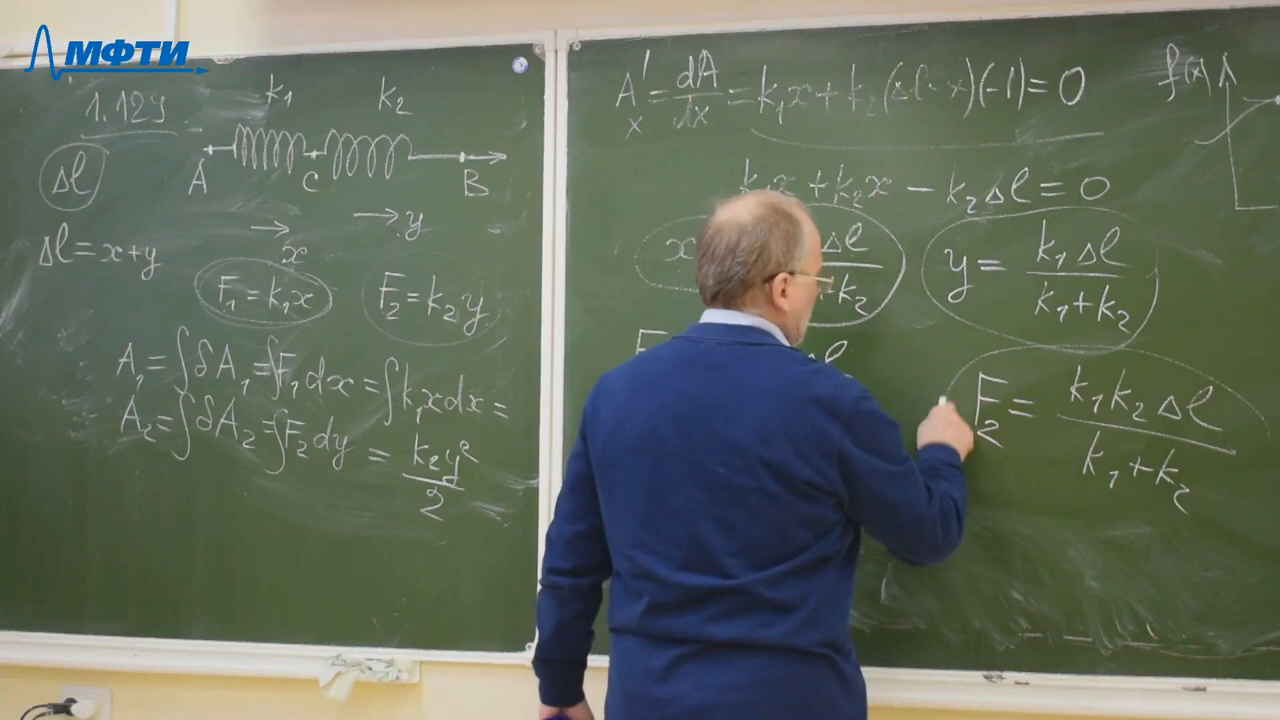 МФТИ
1.129
k₁ k₂
A C B
Δl
Δl = x + y
x y
F₁ = k₁x F₂ = k₂y
A₁ = ∫δA₁ = ∫F₁dx = ∫k₁xdx =
A₂ = ∫δA₂ = ∫F₂dy = k₂y²/2
A'ₓ = dA/dx = k₁x + k₂(Δl - x)(-1) = 0
f(x)
k₁x + k₂x - k₂Δl = 0
x
y = k₁Δl/(k₁ + k₂)
F₂ = k₁k₂Δl/(k₁ + k₂)